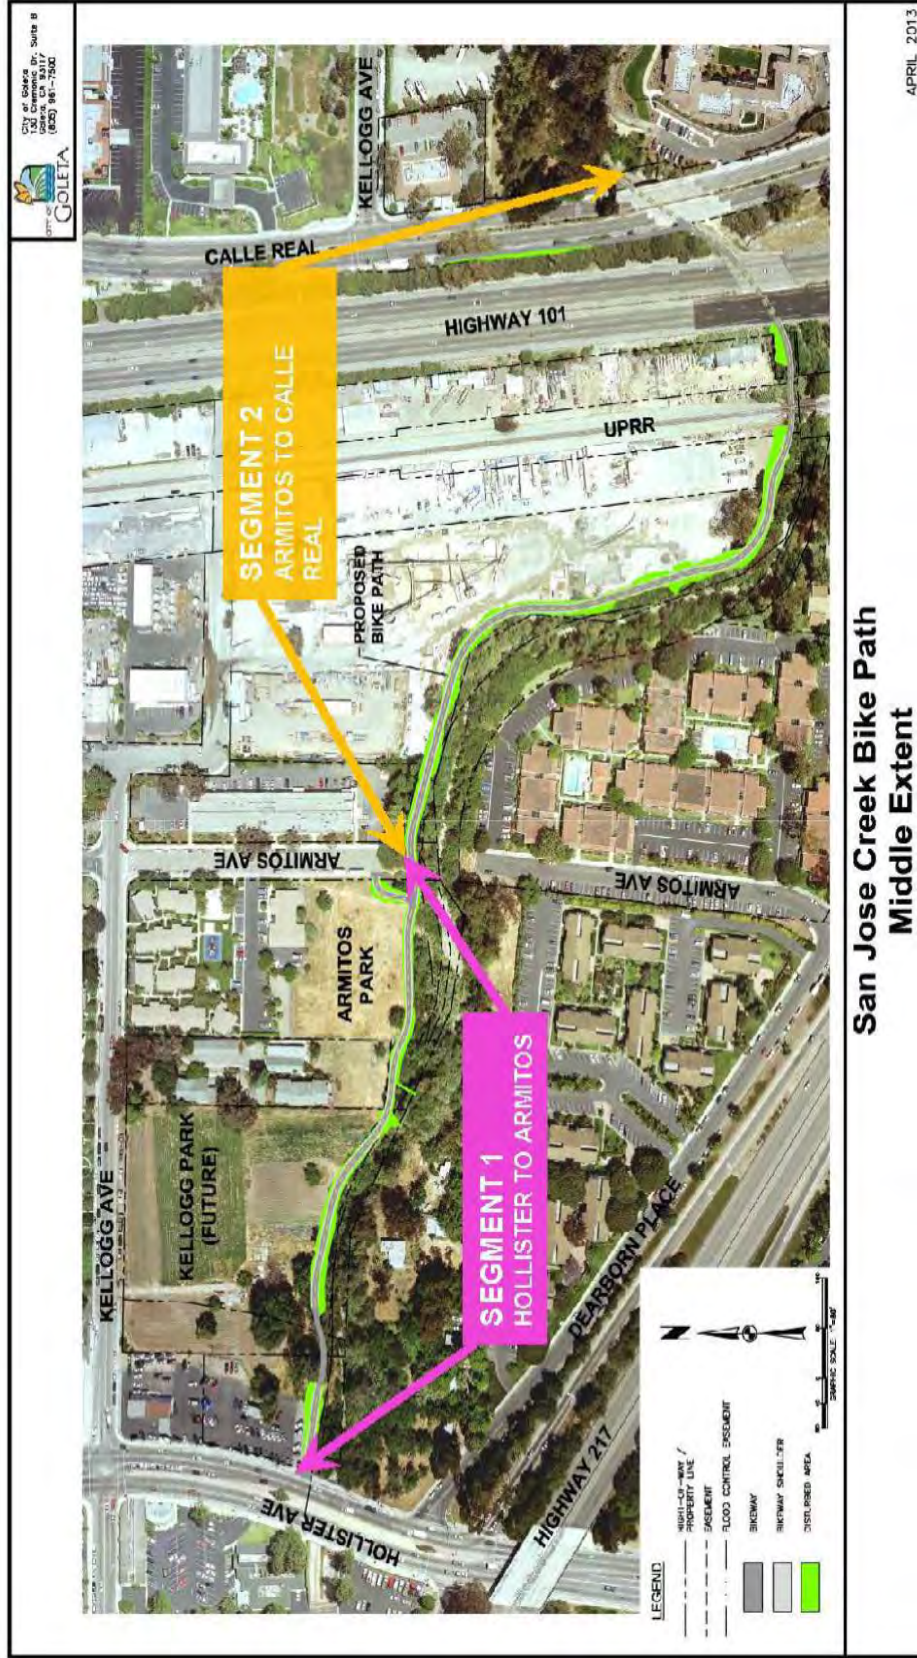 CITY OF
GOLETA
City of Goleta
130 Cremona Dr. Suite B
Goleta, CA 93117
(805) 961-7500
CALLE REAL
KELLOGG AVE
SEGMENT 2
ARMITOS TO CALLE
REAL
HIGHWAY 101
UPRR
PROPOSED
BIKE PATH
ARMITOS AVE
ARMITOS
PARK
ARMITOS AVE
KELLOGG AVE
KELLOGG PARK
(FUTURE)
SEGMENT 1
HOLLISTER TO ARMITOS
DEARBORN PLACE
HOLLISTER AVE
HIGHWAY 217
LEGEND
RIGHT-OF-WAY /
PROPERTY LINE
EASEMENT
FLOOD CONTROL EASEMENT
BIKEWAY
BIKEWAY SHOULDER
DISTURBED AREA
N
GRAPHIC SCALE
San Jose Creek Bike Path
Middle Extent
APRIL 2013